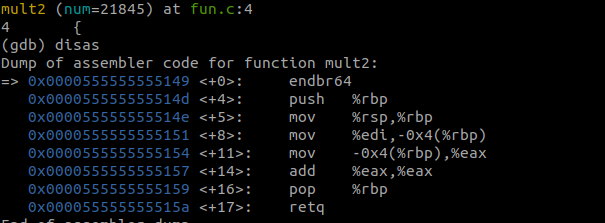 mult2 (num=21845) at fun.c:4
4 {
(gdb) disas
Dump of assembler code for function mult2:
=> 0x0000555555555149 <+0>: endbr64
0x000055555555514d <+4>: push %rbp
0x000055555555514e <+5>: mov %rsp,%rbp
0x0000555555555151 <+8>: mov %edi,-0x4(%rbp)
0x0000555555555154 <+11>: mov -0x4(%rbp),%eax
0x0000555555555157 <+14>: add %eax,%eax
0x0000555555555159 <+16>: pop %rbp
0x000055555555515a <+17>: retq
End of assembler dump